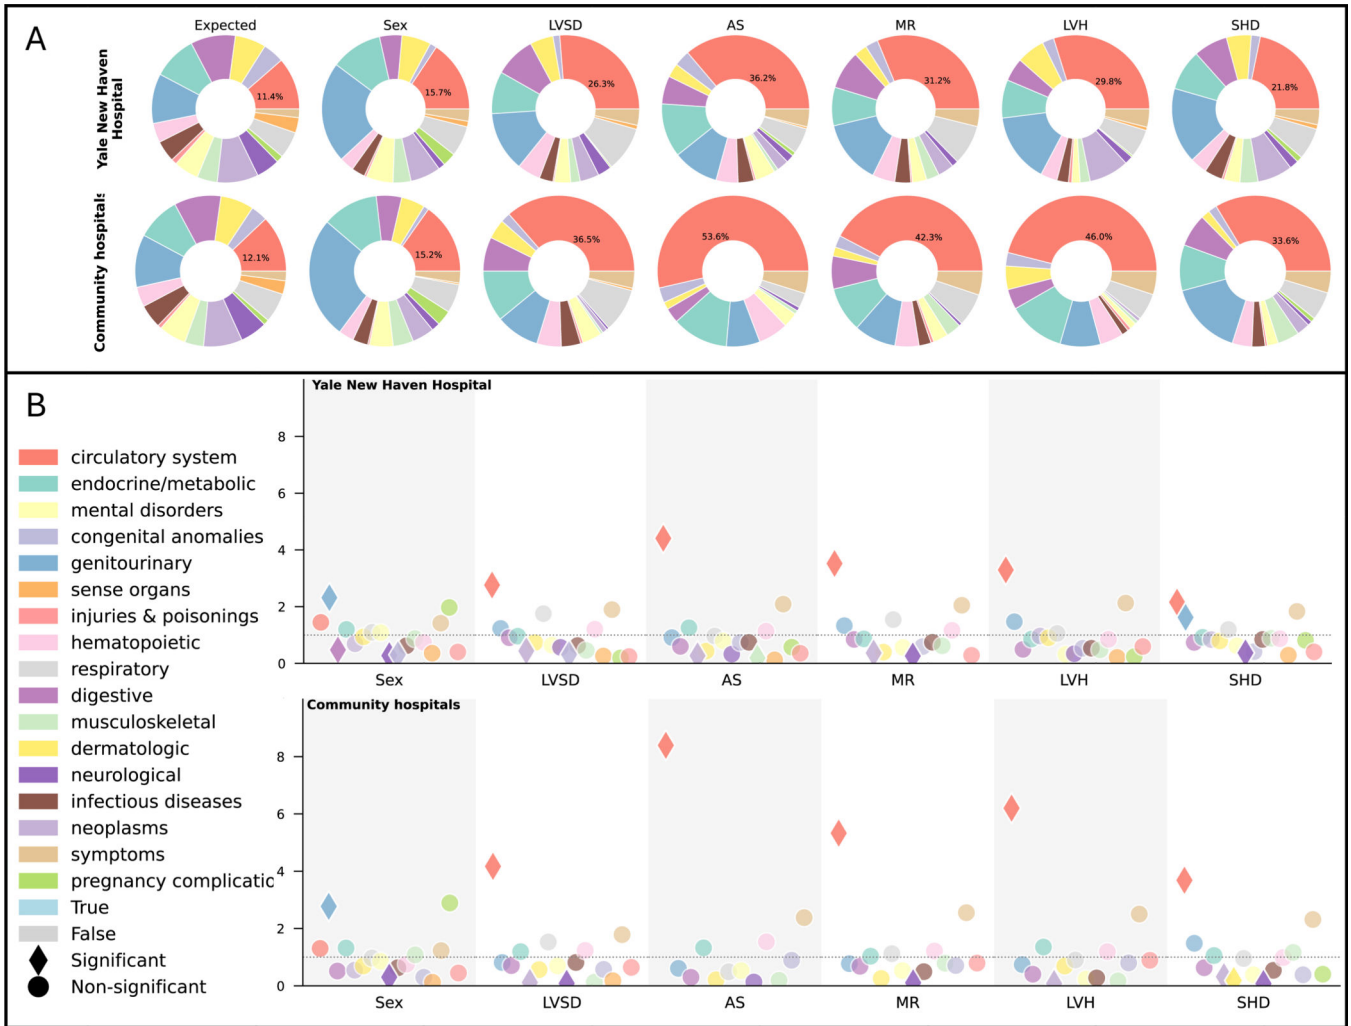 A
Expected Sex LVSD AS MR LVH SHD
Yale New Haven
Hospital
11.4% 15.7% 26.3% 36.2% 31.2% 29.8% 21.8%
Community hospitals
12.1% 15.2% 36.5% 53.6% 42.3% 46.0% 33.6%
B
Yale New Haven Hospital
8
6
4
2
0
Sex LVSD AS MR LVH SHD
Community hospitals
8
6
4
2
0
Sex LVSD AS MR LVH SHD
circulatory system
endocrine/metabolic
mental disorders
congenital anomalies
genitourinary
sense organs
injuries & poisonings
hematopoietic
respiratory
digestive
musculoskeletal
dermatologic
neurological
infectious diseases
neoplasms
symptoms
pregnancy complicatio
True
False
Significant
Non-significant